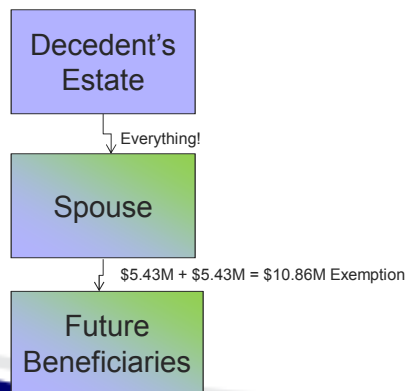 Decedent's
Estate
Everything!
Spouse
$5.43M + $5.43M = $10.86M Exemption
Future
Beneficiaries